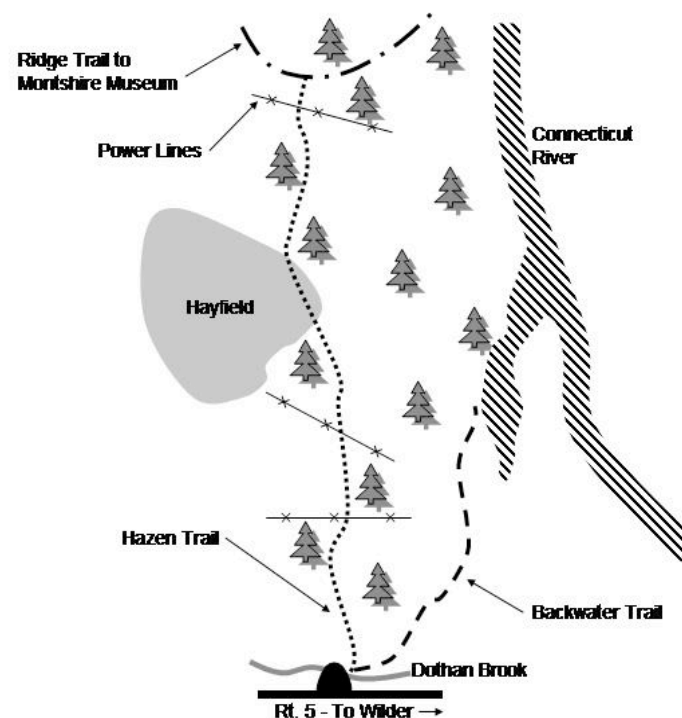 Ridge Trail to
Montshire Museum
Power Lines
Connecticut
River
Hayfield
Hazen Trail
Backwater Trail
Dothan Brook
Rt. 5 - To Wilder